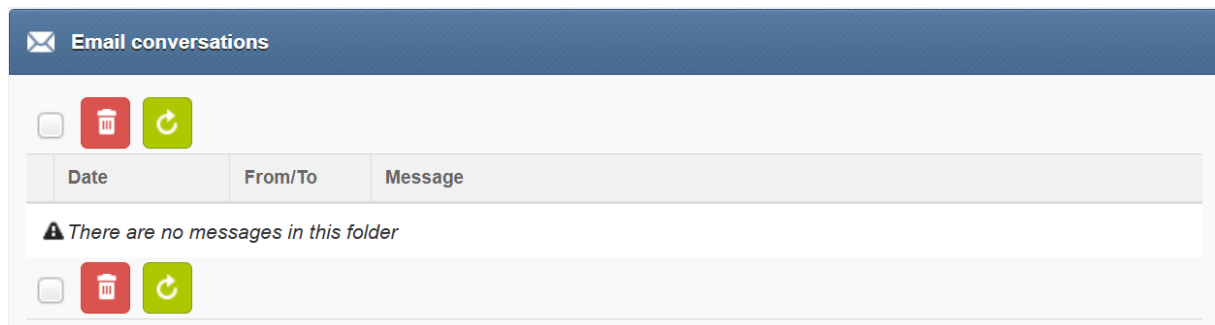 Email conversations
Date From/To Message
There are no messages in this folder